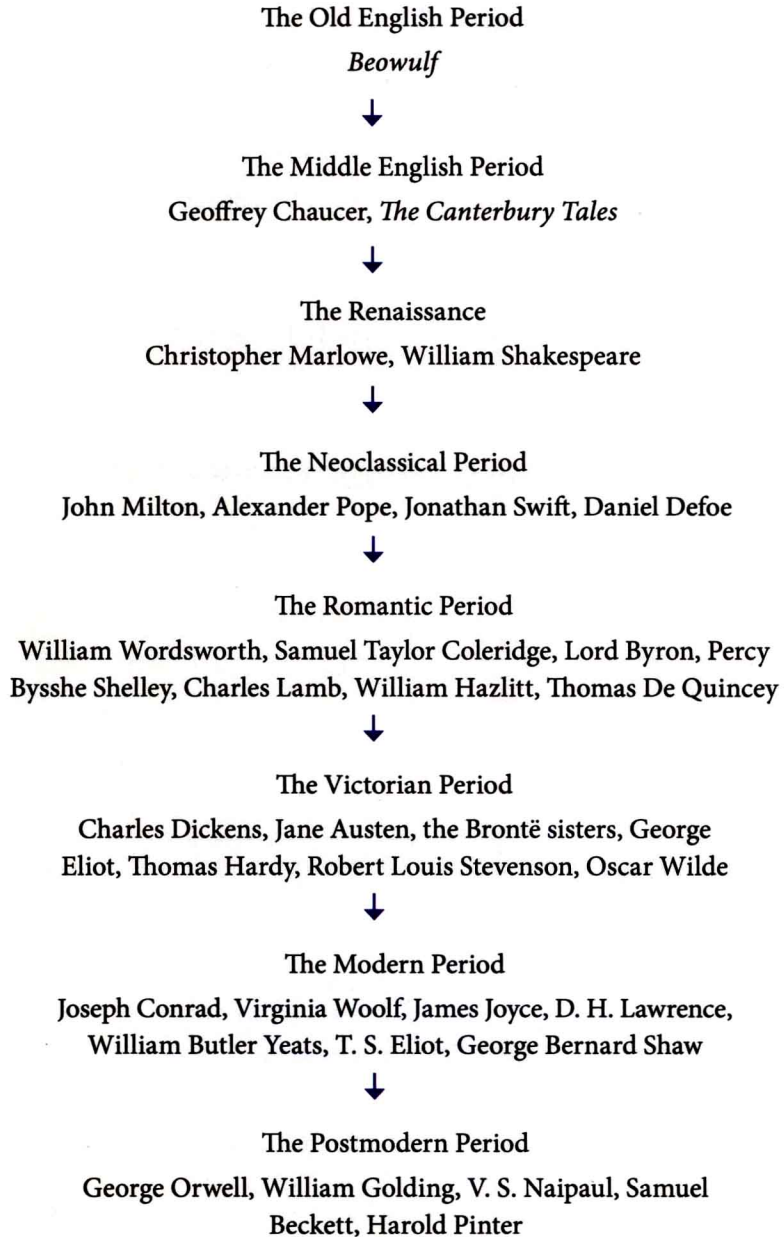 The Old English Period
Beowulf
↓
The Middle English Period
Geoffrey Chaucer, The Canterbury Tales
↓
The Renaissance
Christopher Marlowe, William Shakespeare
↓
The Neoclassical Period
John Milton, Alexander Pope, Jonathan Swift, Daniel Defoe
↓
The Romantic Period
William Wordsworth, Samuel Taylor Coleridge, Lord Byron, Percy
Bysshe Shelley, Charles Lamb, William Hazlitt, Thomas De Quincey
↓
The Victorian Period
Charles Dickens, Jane Austen, the Brontë sisters, George
Eliot, Thomas Hardy, Robert Louis Stevenson, Oscar Wilde
↓
The Modern Period
Joseph Conrad, Virginia Woolf, James Joyce, D. H. Lawrence,
William Butler Yeats, T. S. Eliot, George Bernard Shaw
↓
The Postmodern Period
George Orwell, William Golding, V. S. Naipaul, Samuel
Beckett, Harold Pinter